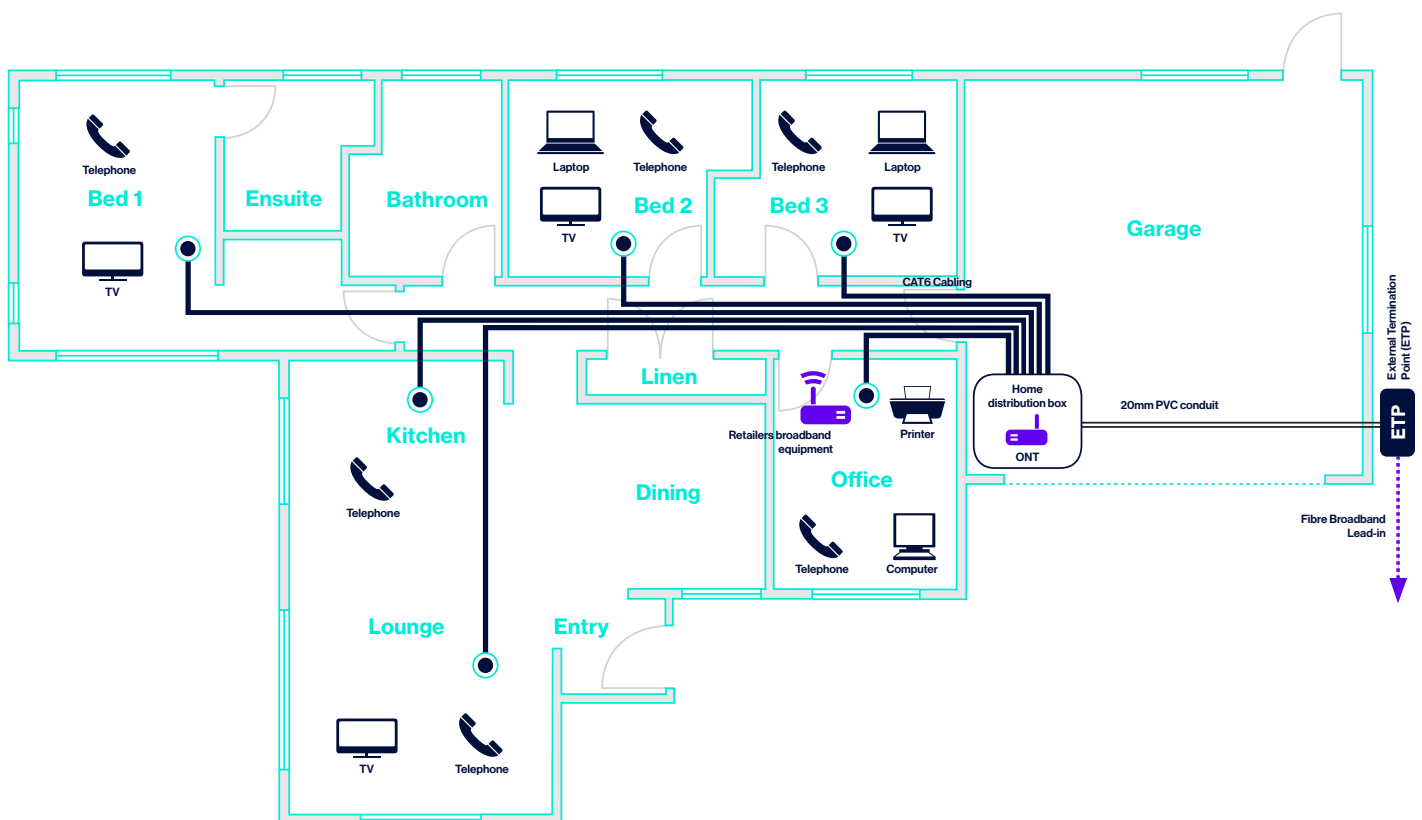 Telephone
Bed 1
TV
Ensuite
Bathroom
Laptop
Telephone
Bed 2
TV
Telephone
Laptop
Bed 3
TV
Garage
CAT6 Cabling
External Termination
Point (ETP)
Linen
Home
distribution box
ONT
20mm PVC conduit
ETP
Kitchen
Retailers broadband
equipment
Printer
Office
Telephone
Dining
Fibre Broadband
Lead-in
Telephone
Computer
Lounge
Entry
TV
Telephone